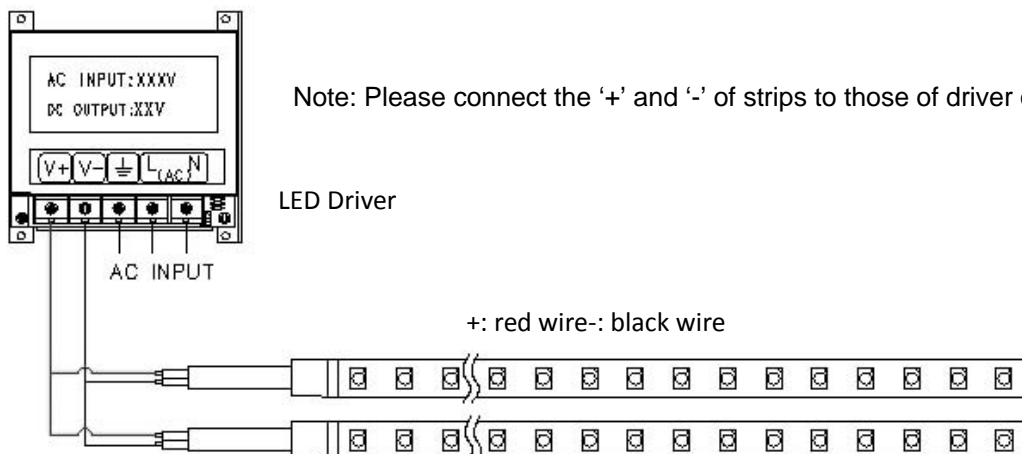 AC INPUT:XXXV
DC OUTPUT:XXV
Note: Please connect the ‘+’ and ‘-’ of strips to those of driver
V+ V- L(AC)N
LED Driver
AC INPUT
+: red wire-: black wire